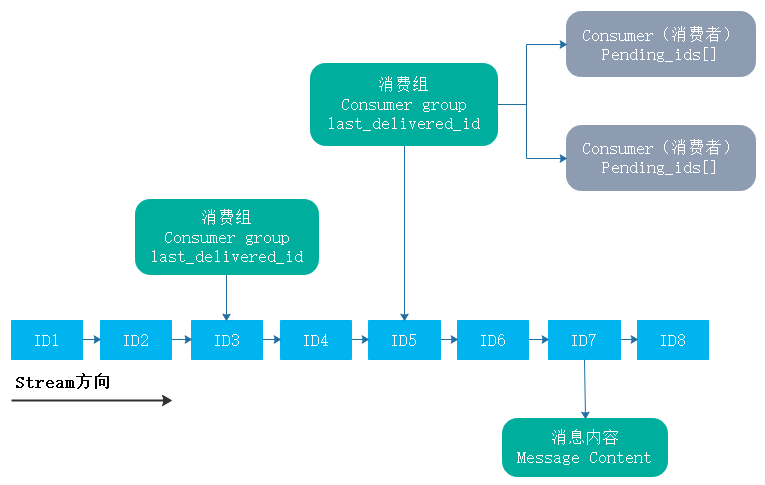 Consumer（消费者）
Pending_ids[]
消费组
Consumer group
last_delivered_id
Consumer（消费者）
Pending_ids[]
消费组
Consumer group
last_delivered_id
ID1
ID2
ID3
ID4
ID5
ID6
ID7
ID8
Stream方向
消息内容
Message Content